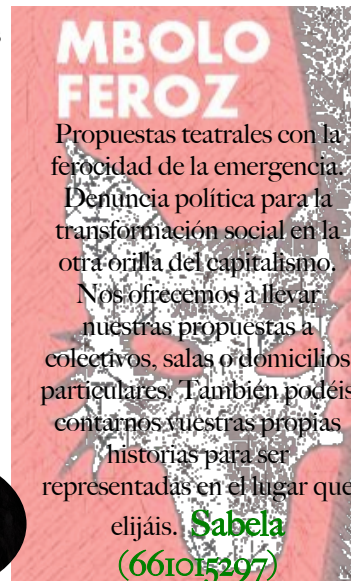 MBOLO
FEROZ
Propuestas teatrales con la
ferocidad de la emergencia.
Denuncia política para la
transformación social en la
otra orilla del capitalismo.
Nos ofrecemos a llevar
nuestras propuestas a
colectivos, salas o domicilios
particulares. También podéis
contarnos vuestras propias
historias para ser
representadas en el lugar que
elijáis. Sabela
(661015297)